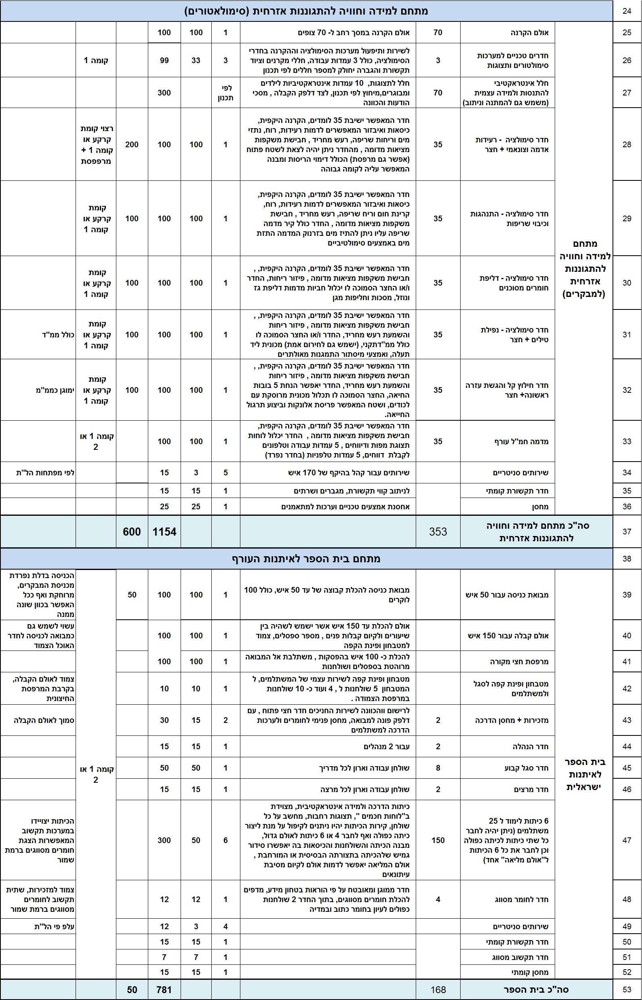 24
מתחם למידה וחוויה להתגוננות אזרחית (סימולאטורים)
מתחם
למידה וחוויה
להתגוננות
אזרחית
(למבקרים)
25
אולם הקרנה
70
אולם הקרנה במסך רחב ל- 70 צופים
1
100
100
26
חדרים טכניים למערכות
סימולטורים ותצוגות
3
לשירות ותיפעול מערכות הסימולציה וההקרנה בחדרי
הסימולציה, כולל 3 עמדות עבודה, חללי מקרנים וציוד
תקשורת והגברה יחולק למספר חללים לפי תכנון
3
33
99
קומה 1
27
חלל אינטראקטיבי
להתנסות ולמידה עצמית
(משמש גם להמתנה וניתוב)
70
חלל לתצוגות, 10 עמדות אינטראקטיביות לילדים
ומבוגרים,מיחוץ לפי תכנון, לצד דלפק הקבלה , מסכי
הודעות והכוונה
לפי
תכנון
300
28
חדר סימולציה - רעידות
אדמה וצונאמי + חצר
35
חדר המאפשר ישיבת 35 לומדים, הקרנה היקפית,
כיסאות ואיבזור המאפשרים לדמות רעידות, רוח, נתזי
מים וריחות שריפה, רעש מחריד , חבישת משקפות
מציאות מדומה , מהחדר ניתן יהיה לצאת לשטח פתוח
(אפשר גם מרפסת) הכולל דימוי הריסות ומבנה
המאפשר עליה לקומה גבוהה
1
100
100
200
רצוי קומת
קרקע או
קומה 1 +
מרפפסת
29
חדר סימולציה - התנהגות
וכיבוי שריפות
35
חדר המאפשר ישיבת 35 לומדים, הקרנה היקפית,
כיסאות ואיבזור המאפשרים לדמות רעידות, רוח,
קרינת חום וריח שריפה, רעש מחריד , חבישת
משקפות מציאות מדומה , החדר כולל קיר מדמה
שריפה עליו ניתן להתיז מים בזרנוק המדמה התזת
מים באמצעים סימולטיביים
1
100
100
100
קומת
קרקע או
קומה 1
30
חדר סימולציה - דליפת
חומרים מסוכנים
35
חדר המאפשר ישיבת 35 לומדים, הקרנה היקפית, ,
חבישת משקפות מציאות מדומה , פיזור ריחות, החדר
ו/או החצר הסמוכה לו יכלול חביות מדמות דליפת גז
ונוזל, מסכות וחליפות מגן
1
100
100
100
קומת
קרקע או
קומה 1
31
חדר סימולציה - נפילת
טילים + חצר
35
חדר המאפשר ישיבת 35 לומדים, הקרנה היקפית, ,
חבישת משקפות מציאות מדומה , פיזור ריחות
והשמעת רעש מחריד, החדר ו/או החצר הסמוכה לו
כולל ממ"דתקני, (ישמש גם לחירום אמת) מכונית ליד
תעלה, ואמצעי מיסתור התמגנות מאולתרים
1
100
100
100
קומת
קרקע או
קומה 1
כולל ממ"ד
32
חדר חילוץ קל והגשת עזרה
ראשונה+ חצר
35
חדר המאפשר ישיבת 35 לומדים, הקרנה היקפית, ,
חבישת משקפות מציאות מדומה , פיזור ריחות
והשמעת רעש מחריד, החדר יאפשר הנחת 5 בובות
החיאה, החצר הסמוכה לו תכלול מכונית מרוסקת עם
לכודים, ושטח המאפשר פריסת אלונקות וביצוע תרגול
החייאה.
1
100
100
100
קומת
קרקע או
קומה 1
ימוגן כממ"מ
33
מדמה חמ"ל עורף
35
חדר המאפשר ישיבת 35 לומדים, הקרנה היקפית,
חבישת משקפות מציאות מדומה , החדר יכלול לוחות
תצוגת מפות ודיווחים , 5 עמדות עבודה וטלפונים
לקבלת דווחים, 5 עמדות טלפניות (בחדר נפרד)
1
100
100
קומה 1 או
2
34
שירותים סניטריים
שירותים עבור קהל בהיקף של 170 איש
5
3
15
לפי מפתחות הל"ת
35
חדר תקשורת קומתי
לניתוב קווי תקשורת, מגברים ושרתים
1
15
15
36
מחסן
אחסנת אמצעים טכניים וערכות למתאמנים
1
25
25
37
סה"כ מתחם למידה וחוויה
להתגוננות אזרחית
353
1154
600
38
מתחם בית הספר לאיתנות העורף
בית הספר
לאיתנות
ישראלית
קומה 1 או
2
39
מבואת כניסה עבור 50 איש
מבואת כניסה להכלת קבוצה של עד 50 איש, כולל 100
לוקרים
1
100
100
50
הכניסה בדלת נפרדת
מכניסת המבקרים,
מרוחקת ואף ככל
האפשר בכוון שונה
ממנה
40
אולם קבלה עבור 150 איש
אולם להכלת עד 150 איש אשר ישמש לשהיה בין
שיעורים ולקיום קבלות פנים , מספר ספסלים, צמוד
למטבחון ופינת הקפה
1
100
100
עשוי לשמש גם
כמבואה לכניסה לחדר
האוכל הצמוד
41
מרפסת חצי מקורה
להכלת כ- 100 איש בהפסקות , משתלבת אל המבואה
מרוהטת בספסלים ושולחנות
1
100
100
42
מטבחון ופינת קפה לסגל
ולמשתלמים
מטבחון ופינת קפה לשירות עצמי של המשתלמים, ל
המטבחון 5 שולחנות ל , 4 ועוד כ- 10 שולחנות
במרפסת הצמודה .
1
10
10
צמוד לאולם הקבלה,
בקרבת המרפסת
החיצונית
43
מזכירות + מחסן הדרכה
2
לרישום ווהכוונה לשירות החניכים חדר חצי פתוח , עם
דלפק פונה למבואה, מחסן פנימי לחומרים ולערכות
הדרכה למשתלמים
2
15
30
סמוך לאולם הקבלה
44
חדר הנהלה
2
עבור 2 מנהלים
1
15
15
45
חדר סגל קבוע
8
שולחן עבודה וארון לכל מדריך
1
50
50
46
חדר מרצים
2
שולחן עבודה וארון לכל מרצה
1
15
15
47
6 כיתות לימוד ל 25
משתלמים (ניתן יהיה לחבר
כל שתי כיתות לכיתה כפולה
וכן לחבר את כל 6 הכיתות
ל"אולם מליאה" אחד)
150
כיתות הדרכה ולמידה אינטראקטיבית, מצוידת
ב"לוחות חכמים ", תצוגות רחבות, מחשב על כל
שולחן, קירות הכיתות יהיו ניתנים לקיפול על מנת ליצור
כיתה כפולה ואף לחבר 4 או 6 כיתות לאולם גדול,
מבנה הכיתה והשולחנות והכיסאות בה יאפשרו סידור
גמיש שלהכיתה בתצורתה הבסיסית או המורחבת ,
אולם המליאה יאפשר לדמות אולם לקיום מסיבת
עיתונאים
6
50
300
הכיתות יצויידו
במערכות תקשוב
המאפשרות הצגת
חומרים מסווגים ברמת
שמור
48
חדר לחומר מסווג
4
חדר ממוגן ומאובטח על פי הוראות בטחון מידע, מדפים
להכלת חומרים מסווגים, בתוך החדר 2 שולחנות
כפולים לעיון בחומר כתוב ובמדיה
1
12
12
צמוד למזכירות, שתית
תקשוב לחומרים
מסווגים ברמת שמור
49
שירותים סניטריים
4
3
12
עלפ פי הל"ת
50
חדר תקשורת קומתי
1
15
15
51
חדר תקשוב מסווג
1
7
7
52
מחסן קומתי
1
15
15
53
סה"כ בית הספר
168
781
50